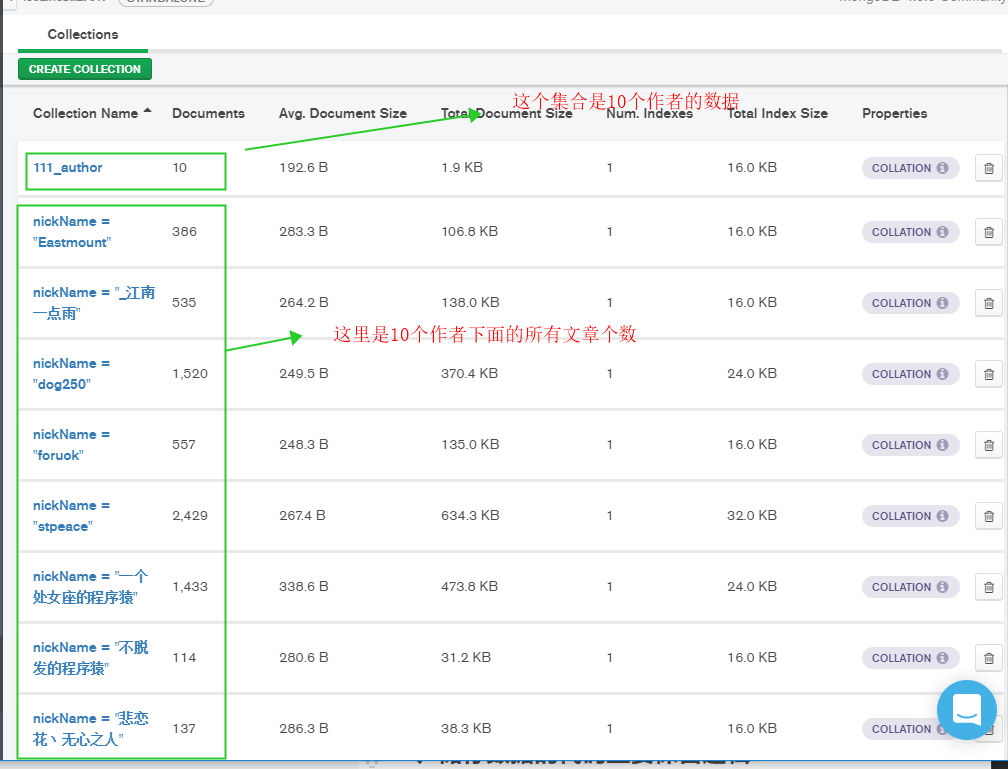 STANDALONE
Collections
CREATE COLLECTION
这个集合是10个作者的数据
Collection Name Documents Avg. Document Size Total Document Size Num. Indexes Total Index Size Properties
111_author 10 192.6 B 1.9 KB 1 16.0 KB COLLATION
nickName =
"Eastmount" 386 283.3 B 106.8 KB 1 16.0 KB COLLATION
nickName = "_江南
一点雨" 535 264.2 B 138.0 KB 1 16.0 KB COLLATION
这里是10个作者下面的所有文章个数
nickName =
"dog250" 1,520 249.5 B 370.4 KB 1 24.0 KB COLLATION
nickName =
"foruok" 557 248.3 B 135.0 KB 1 16.0 KB COLLATION
nickName =
"stpeace" 2,429 267.4 B 634.3 KB 1 32.0 KB COLLATION
nickName = "一个
处女座的程序猿" 1,433 338.6 B 473.8 KB 1 24.0 KB COLLATION
nickName = "不脱
发的程序猿" 114 280.6 B 31.2 KB 1 16.0 KB COLLATION
nickName = "悲恋
花丶无心之人" 137 286.3 B 38.3 KB 1 16.0 KB COLLATION